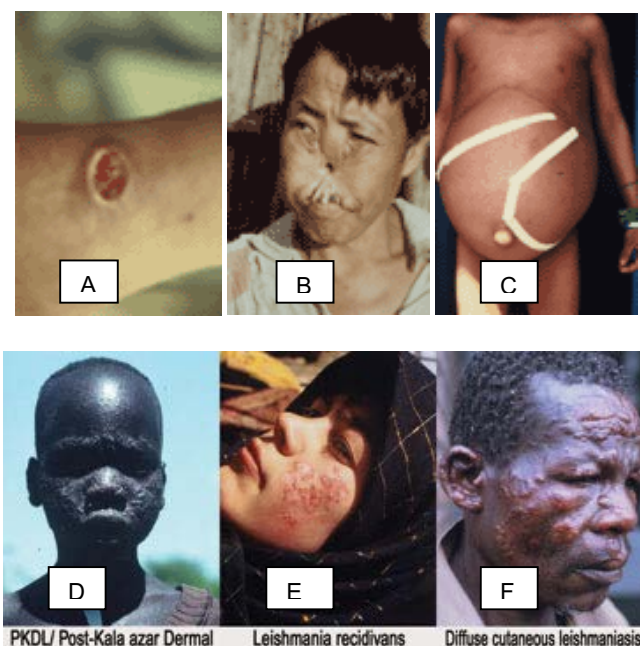 A
B
C
D
E
F
PKDL/ Post-Kala azar Dermal
Leishmania recidivans
Diffuse cutaneous leishmaniasis